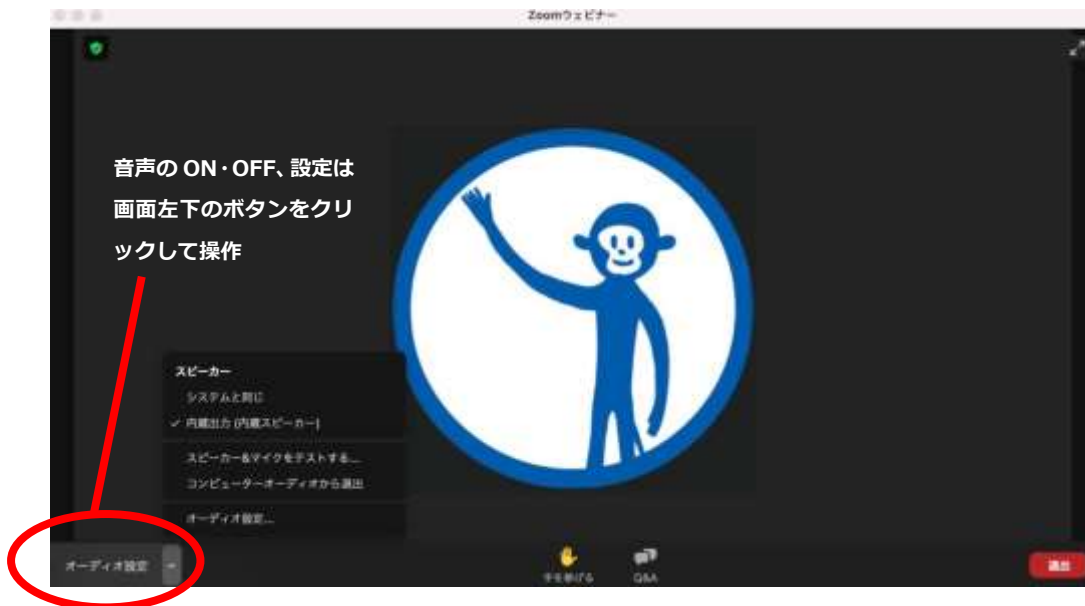 Zoomウェビナー
音声の ON・OFF、設定は
画面左下のボタンをクリ
ックして操作
スピーカー
システムと同じ
✓ 内蔵出力 (内蔵スピーカー)
スピーカー&マイクをテストする...
コンピューターオーディオから退出
オーディオ設定...
オーディオ設定
手を挙げる
Q&A
退出